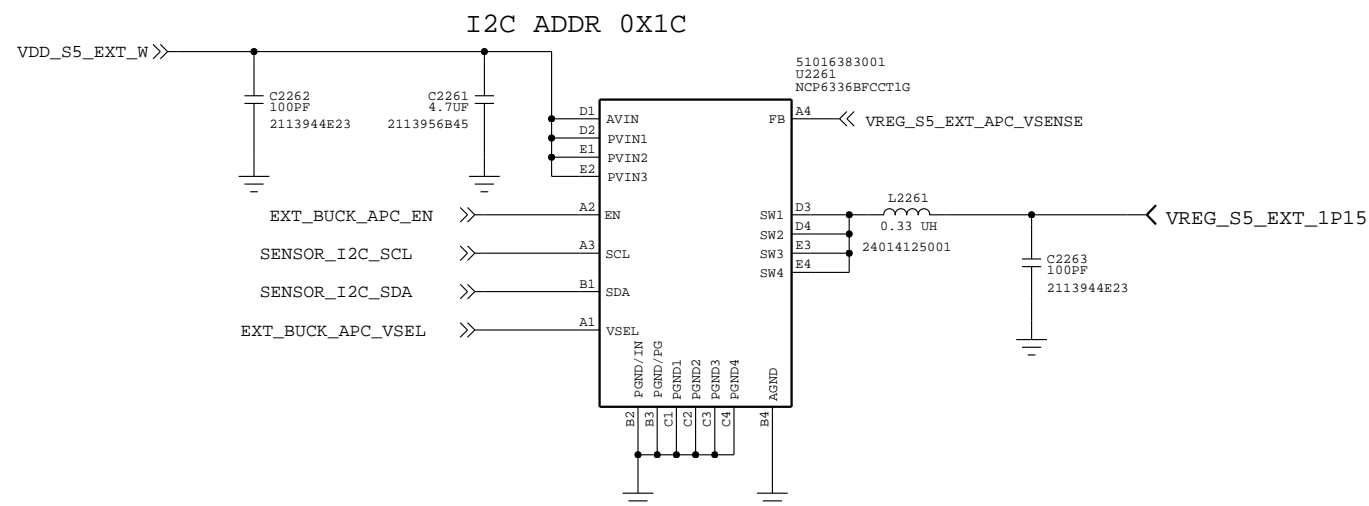 I2C ADDR 0X1C
VDD_S5_EXT_W
C2262
100PF
2113944E23
C2261
4.7UF
2113956B45
51016383001
U2261
NCP6336BFCCT1G
D1 AVIN
D2 PVIN1
E1 PVIN2
E2 PVIN3
FB A4 VREG_S5_EXT_APC_VSENSE
EXT_BUCK_APC_EN A2 EN
SENSOR_I2C_SCL A3 SCL
SENSOR_I2C_SDA B1 SDA
EXT_BUCK_APC_VSEL A1 VSEL
SW1 D3
SW2 D4
SW3 E3
SW4 E4
L2261
0.33 UH
24014125001
VREG_S5_EXT_1P15
C2263
100PF
2113944E23
PGND/IN B2
PGND/PG B3
PGND1 C1
PGND2 C2
PGND3 C3
PGND4 C4
AGND B4